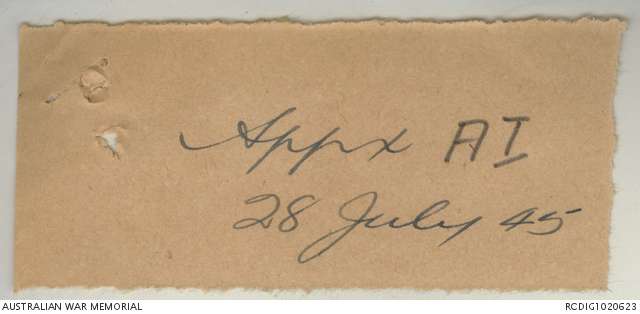 Appx AI
28 July 45
AUSTRALIAN WAR MEMORIAL
RCDIG1020623